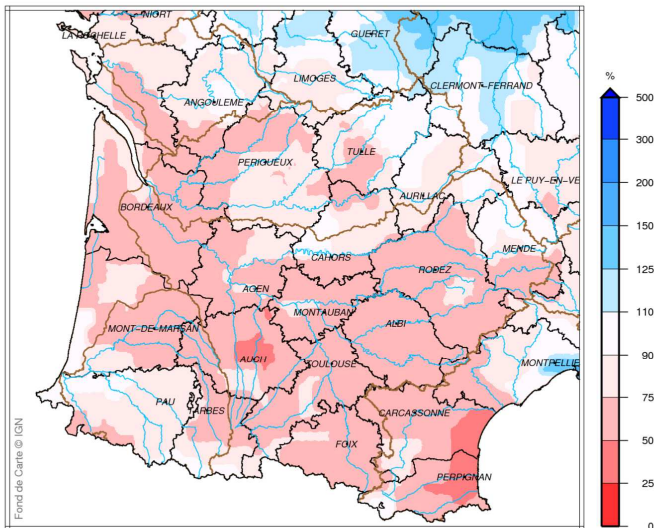 NIORT
LA ROCHELLE
GUERET
LIMOGES
CLERMONT-FERRAND
ANGOULEME
PERIGUEUX
TULLE
LE PUY-EN-VE
AURILLAC
BORDEAUX
CAHORS
MENDE
RODEZ
AGEN
MONTAUBAN
MONT-DE-MARSAN
ALBI
AUCH
TOULOUSE
MONTPELLIE
PAU
TARBES
CARCASSONNE
FOIX
PERPIGNAN
Fond de Carte © IGN
%
500
300
200
150
125
110
90
75
50
25
0